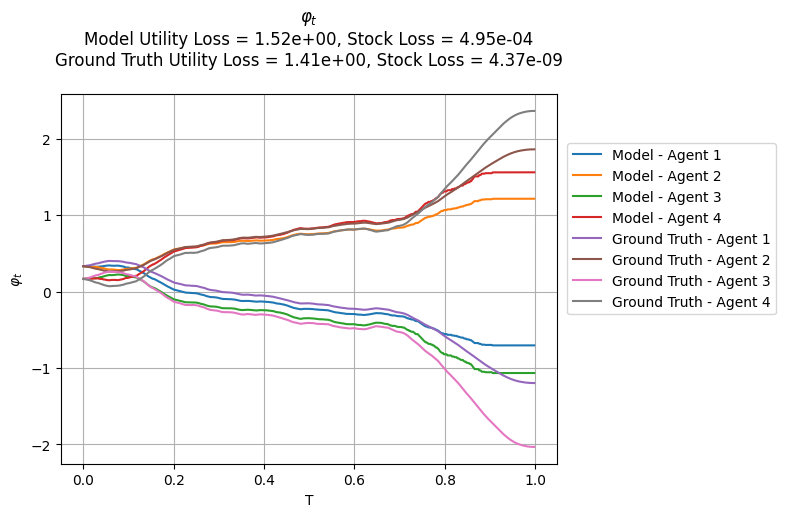 φt
Model Utility Loss = 1.52e+00, Stock Loss = 4.95e-04
Ground Truth Utility Loss = 1.41e+00, Stock Loss = 4.37e-09
2
1
0
−1
−2
φt
0.0 0.2 0.4 0.6 0.8 1.0
T
Model - Agent 1
Model - Agent 2
Model - Agent 3
Model - Agent 4
Ground Truth - Agent 1
Ground Truth - Agent 2
Ground Truth - Agent 3
Ground Truth - Agent 4